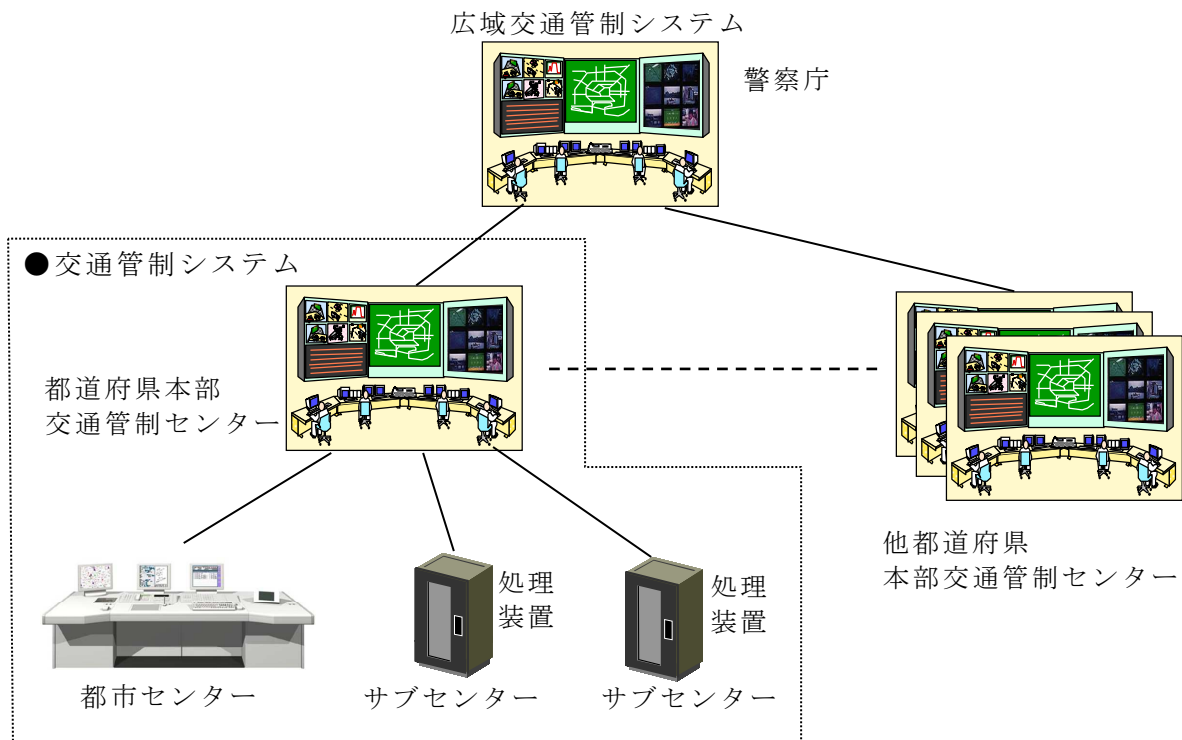 広域交通管制システム
警察庁
●交通管制システム
都道府県本部
交通管制センター
他都道府県
本部交通管制センター
処理
装置
処理
装置
都市センター
サブセンター
サブセンター